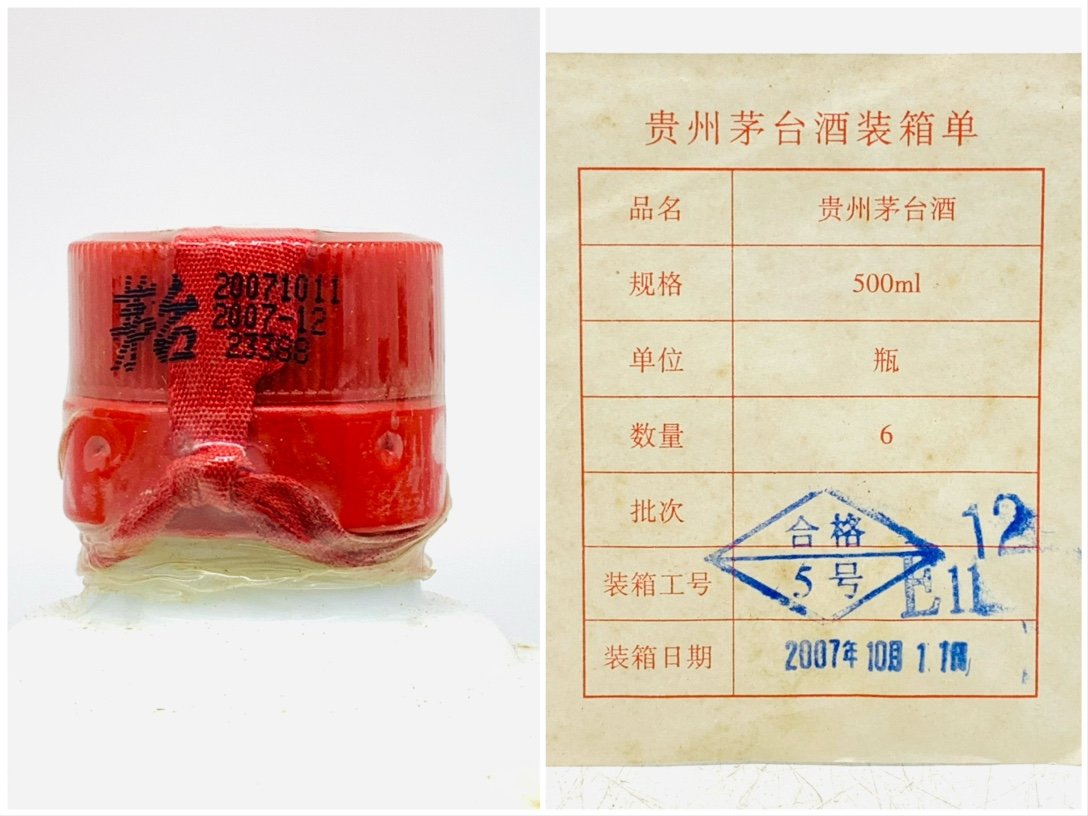 茅台
20071011
2007-12
23388
贵州茅台酒装箱单
品名 贵州茅台酒
规格 500ml
单位 瓶
数量 6
批次 12
合格
5号
装箱工号 E11
装箱日期 2007年10月11日